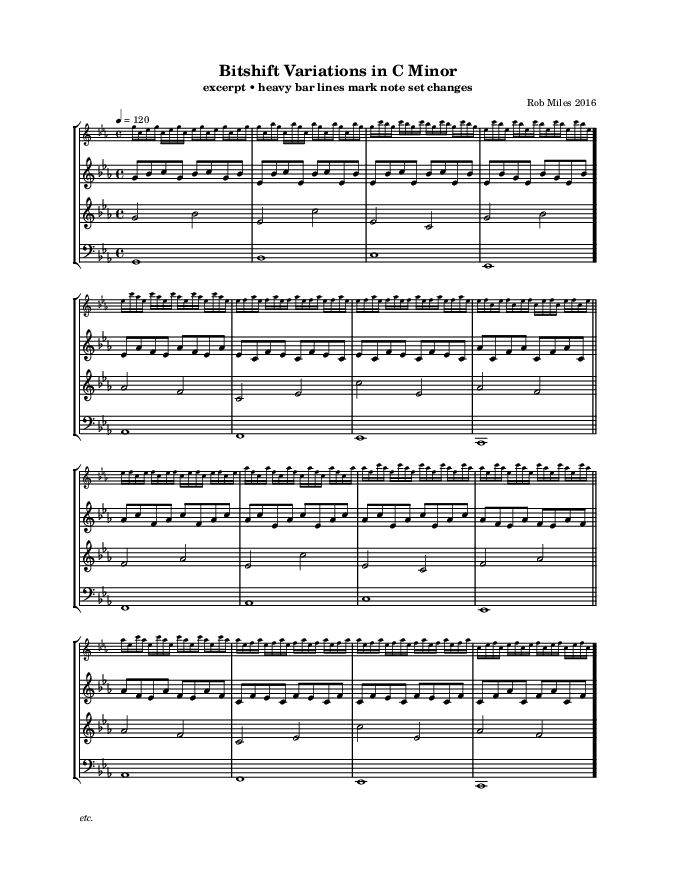 Bitshift Variations in C Minor
excerpt • heavy bar lines mark note set changes
Rob Miles 2016
♩ = 120
etc.